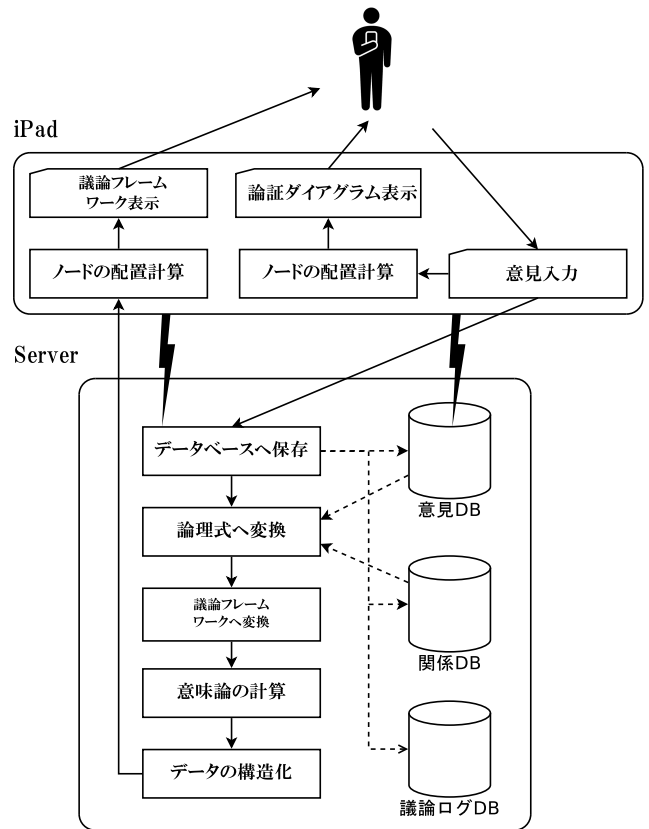 iPad
議論フレーム
ワーク表示
論証ダイアグラム表示
ノードの配置計算
ノードの配置計算
意見入力
Server
データベースへ保存
意見DB
論理式へ変換
議論フレーム
ワークへ変換
関係DB
意味論の計算
データの構造化
議論ログDB